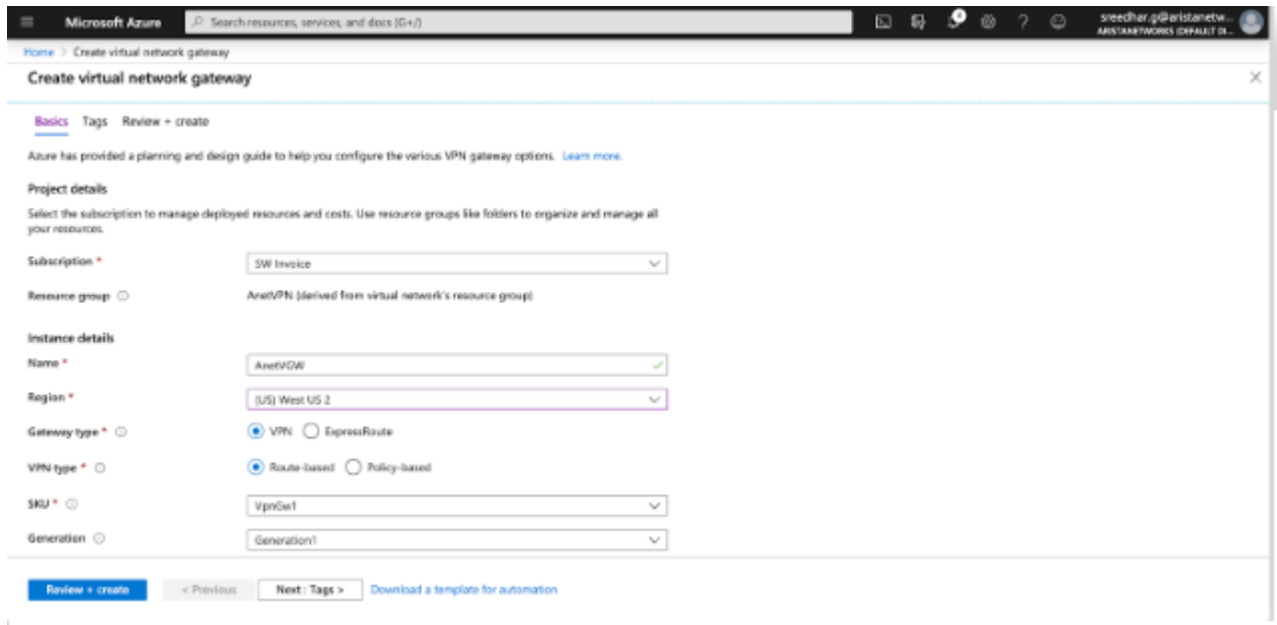 Microsoft Azure
Search resources, services, and docs (G+/)
sreedhar.g@aristanetw...
ARISTANETWORKS (DEFAULT DI...
Home > Create virtual network gateway
Create virtual network gateway
Basics Tags Review + create
Azure has provided a planning and design guide to help you configure the various VPN gateway options. Learn more.
Project details
Select the subscription to manage deployed resources and costs. Use resource groups like folders to organize and manage all
your resources.
Subscription *
SW Invoice
Resource group
AnetVPN (derived from virtual network's resource group)
Instance details
Name *
AnetVGW
Region *
(US) West US 2
Gateway type *
VPN ExpressRoute
VPN type *
Route-based Policy-based
SKU *
VpnGw1
Generation
Generation1
Review + create < Previous Next : Tags > Download a template for automation